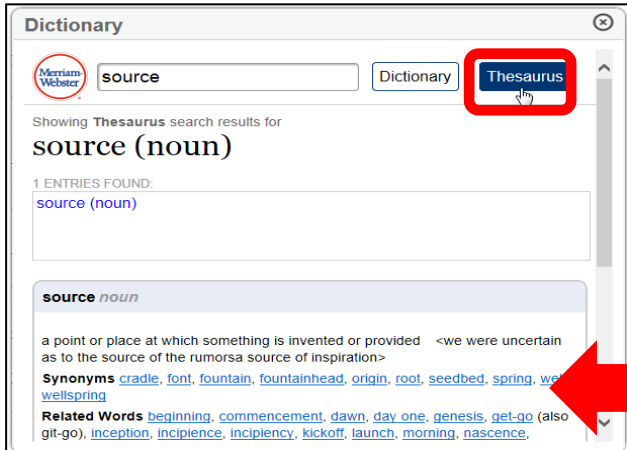 Dictionary
Merriam-
Webster
source
Dictionary
Thesaurus
Showing Thesaurus search results for
source (noun)
1 ENTRIES FOUND:
source (noun)
source noun
a point or place at which something is invented or provided <we were uncertain
as to the source of the rumorsa source of inspiration>
Synonyms cradle, font, fountain, fountainhead, origin, root, seedbed, spring,
wellspring
Related Words beginning, commencement, dawn, day one, genesis, get-go (also
git-go), inception, incipience, incipiency, kickoff, launch, morning, nascence,